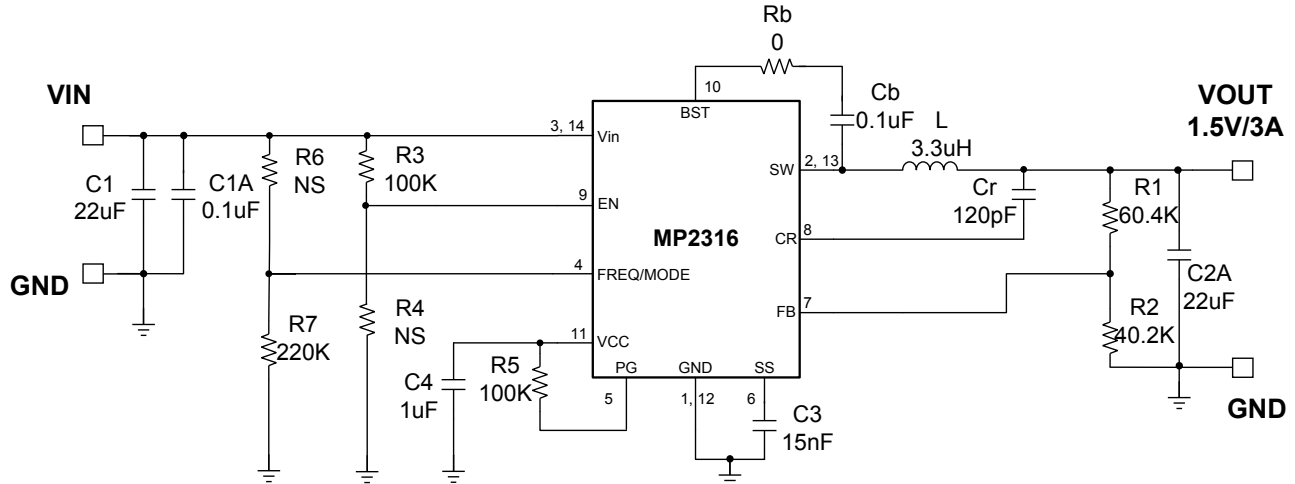 Rb
0
10
BST
Cb
0.1uF
VIN
VOUT
1.5V/3A
L
3.3uH
3, 14
Vin
SW
2, 13
R6
NS
R3
100K
C1
22uF
C1A
0.1uF
Cr
120pF
R1
60.4K
9
EN
MP2316
CR
8
4
FREQ/MODE
GND
C2A
22uF
R4
NS
R7
220K
FB
7
R2
40.2K
11
VCC
R5
100K
C4
1uF
PG
GND
SS
5
1, 12
6
C3
15nF
GND